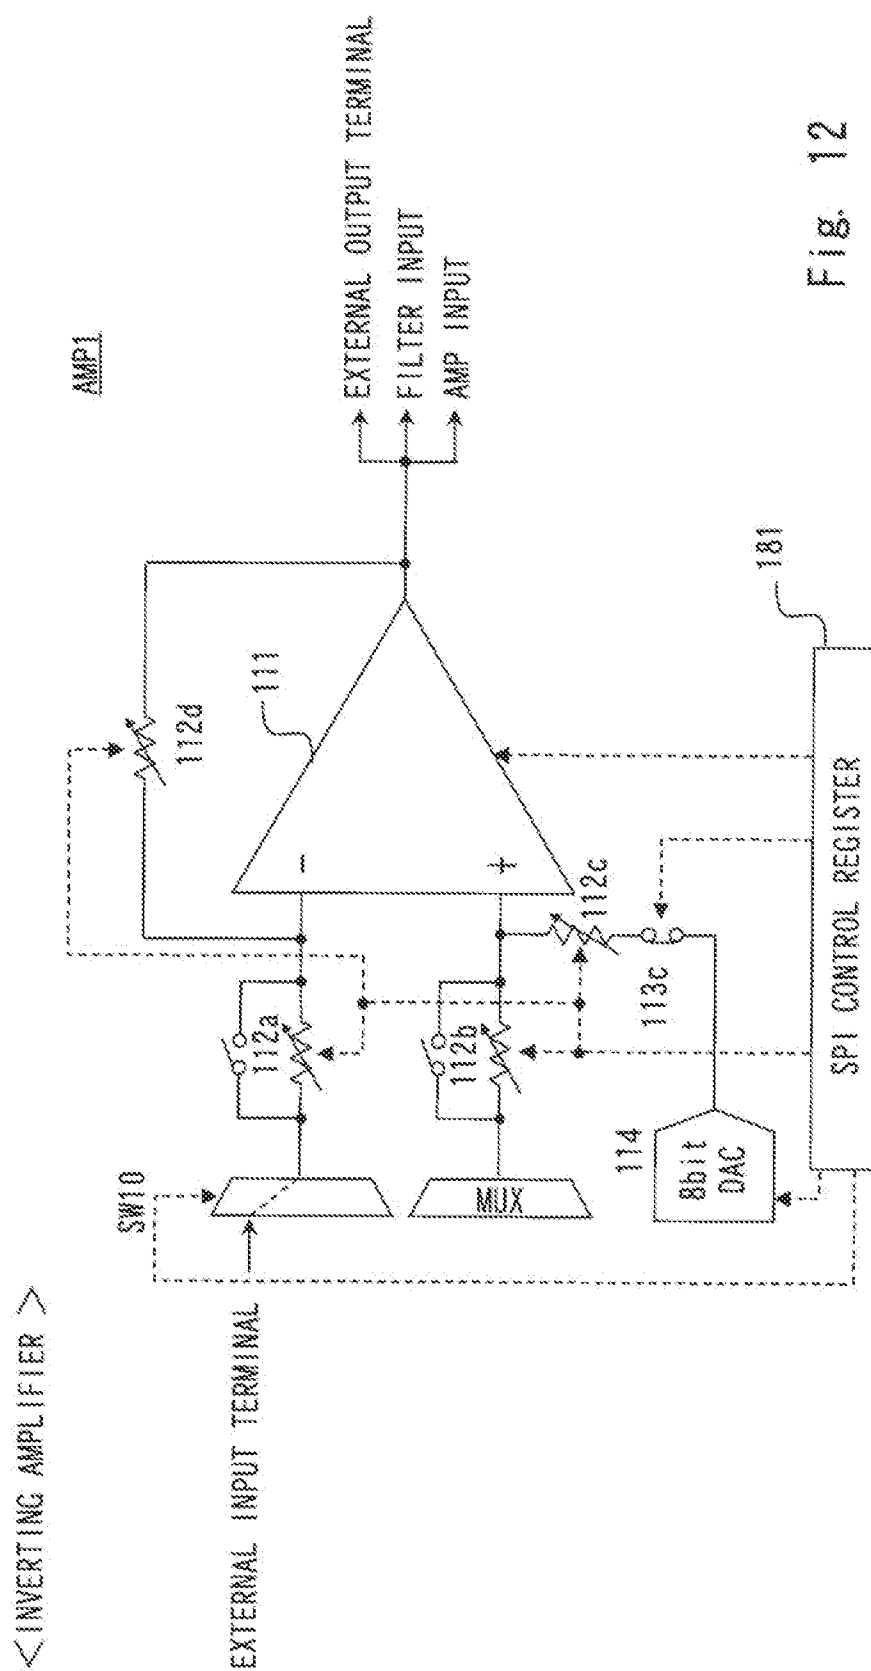 <INVERTING AMPLIFIER>
AMP1
EXTERNAL INPUT TERMINAL
SW10
112a
112d
111
−
EXTERNAL OUTPUT TERMINAL
FILTER INPUT
AMP INPUT
MUX
112b
+
112c
113c
114
8bit
DAC
181
SPI CONTROL REGISTER
Fig. 12